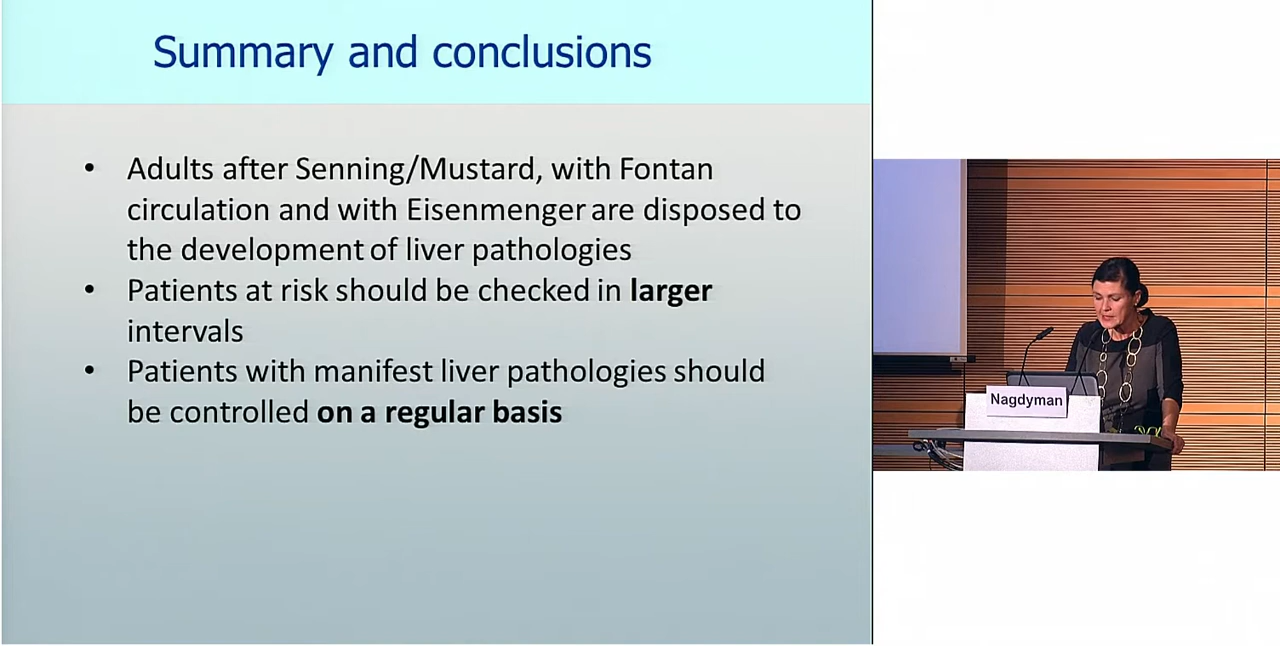 Summary and conclusions
• Adults after Senning/Mustard, with Fontan
circulation and with Eisenmenger are disposed to
the development of liver pathologies
• Patients at risk should be checked in larger
intervals
• Patients with manifest liver pathologies should
be controlled on a regular basis
Nagdyman